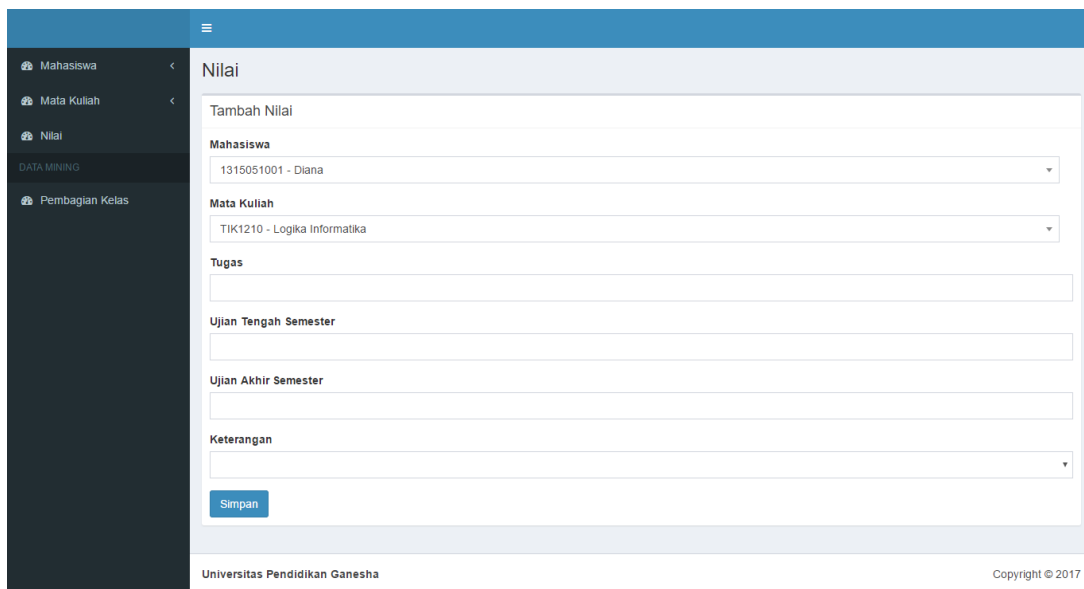 Mahasiswa
Mata Kuliah
Nilai
DATA MINING
Pembagian Kelas
Nilai
Tambah Nilai
Mahasiswa
1315051001 - Diana
Mata Kuliah
TIK1210 - Logika Informatika
Tugas
Ujian Tengah Semester
Ujian Akhir Semester
Keterangan
Simpan
Universitas Pendidikan Ganesha
Copyright © 2017